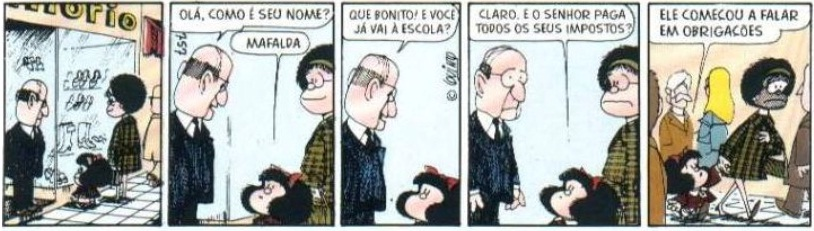 OLÁ, COMO É SEU NOME?
MAFALDA
QUE BONITO! E VOCÊ
JÁ VAI À ESCOLA?
CLARO. E O SENHOR PAGA
TODOS OS SEUS IMPOSTOS?
ELE COMEÇOU A FALAR
EM OBRIGAÇÕES